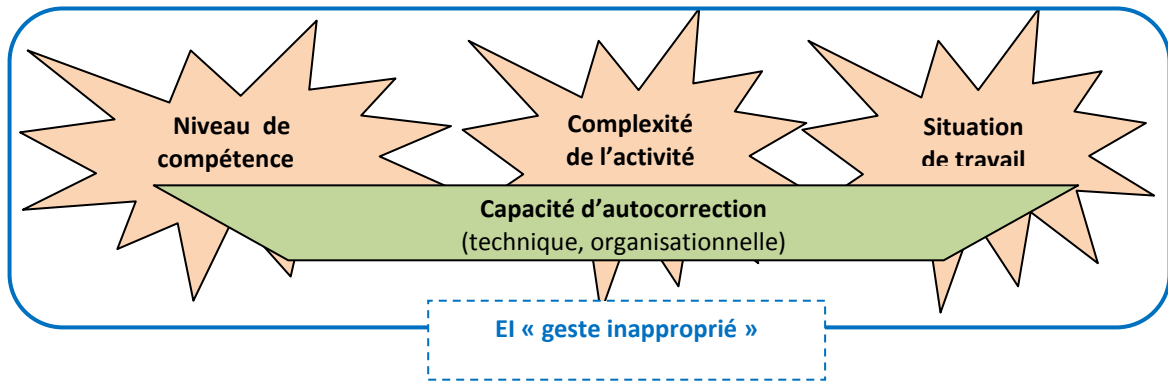 Niveau de
compétence
Complexité
de l’activité
Situation
de travail
Capacité d’autocorrection
(technique, organisationnelle)
EI « geste inapproprié »